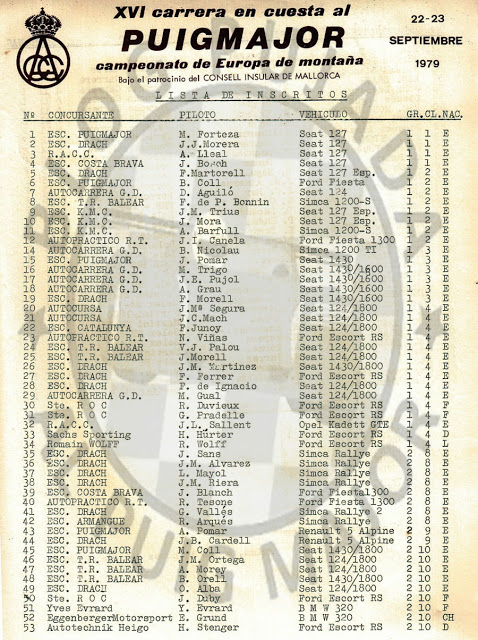 XVI carrera en cuesta al
PUIGMAJOR
campeonato de Europa de montaña
Bajo el patrocinio del CONSELL INSULAR DE MALLORCA
22-23
SEPTIEMBRE
1979
LISTA DE INSCRITOS
Nº CONCURSANTE PILOTO VEHICULO GR.CL.NAC.
1 ESC. PUIGMAJOR M. Forteza Seat 127 1 1 E
2 ESC. DRACH J.J.Morera Seat 127 1 1 E
3 R.A.C.C. A. Llsal Seat 127 1 1 E
4 ESC. COSTA BRAVA J. Bosch Seat 127 1 1 E
5 ESC. DRACH F.Martorell Seat 127 Esp. 1 2 E
6 ESC. PUIGMAJOR B. Coll Ford Fiesta 1 2 E
7 AUTOCARRERA G.D. D. Aguiló Seat 124 1 2 E
8 ESC. T.R. BALEAR F. de P. Bonnin Simca 1200-S 1 2 E
9 ESC. K.M.C. J.M. Trius Seat 127 Esp. 1 2 E
10 ESC. K.M.C. J. Mora Seat 127 Esp. 1 2 E
11 ESC. K.M.C. A. Barfull Simca 1200-S 1 2 E
12 AUTOPRACTICO R.T. J.I. Canela Ford Fiesta 1300 1 2 E
14 AUTOCARRERA G.D. B. Nicolau Simca 1200 TI 1 3 E
15 ESC. PUIGMAJOR J. Pomar Seat 1430 1 3 E
16 AUTOCARRERA G.D. M. Trigo Seat 1430/1600 1 3 E
17 AUTOCARRERA G.D. J.E. Pujol Seat 1430/1600 1 3 E
18 AUTOCARRERA G.D. A. Grau Seat 1430/1600 1 3 E
19 ESC. DRACH F. Morell Seat 1430/1600 1 3 E
20 AUTOCURSA J.Mª Segura Seat 124/1800 1 4 E
21 AUTOCURSA J.C.Mach Seat 124/1800 1 4 E
22 ESC. CATALUNYA F.Junoy Seat 124/1800 1 4 E
23 AUTOPRACTICO R.T. N. Viñas Ford Escort RS 1 4 E
24 ESC. T.R. BALEAR V.J. Palou Seat 124/1800 1 4 E
25 ESC. T.R. BALEAR J.Morell Seat 124/1800 1 4 E
26 ESC. DRACH J.M. Martinez Seat 1430/1800 1 4 E
27 ESC. DRACH F. Ferrer Ford Escort RS 1 4 E
28 ESC. DRACH F. de Ignacio Seat 124/1800 1 4 E
29 AUTOCARRERA G.D. M. Gual Seat 124/1800 1 4 E
30 Ste. R O C R. Davieux Ford Escort RS 1 4 F
31 Ste. R O C G. Pradelle Ford Escort RS 1 4 F
32 R.A.C.C. J.L. Sallent Opel Kadett GTE 1 4 E
33 Sachs Sporting H. Hürter Ford Escort RS 1 4 D
34 Romain WOLFF R. Wolff Ford Escort RS 1 4 L
35 ESC. DRACH J. Sans Simca Rallye 2 8 E
36 ESC. DRACH J.M. Alvarez Simca Rallye 2 8 E
37 ESC. DRACH L. Mayol Simca Rallye 2 8 E
38 ESC. DRACH J.M. Riera Simca Rallye 2 8 E
39 ESC. COSTA BRAVA J. Blanch Ford Fiesta1300 2 8 E
40 AUTOPRACTICO R.T. R. Tesone Ford Fiesta1300 2 8 E
41 ESC. DRACH G. Vallés Simca Rallye 2 2 8 E
42 ESC. ARMANGUE R. Arqués Simca Rallye 2 8 E
43 ESC. PUIGMAJOR A. Pomar Renault 5 Alpine 2 9 E
44 ESC. DRACH J.B. Cardell Renault 5 Alpine 2 9 E
45 ESC. PUIGMAJOR M. Coll Seat 1430/1800 2 10 E
46 ESC. T.R. BALEAR J.M. Ortega Seat 124/1800 2 10 E
47 ESC. T.R. BALEAR A. Morey Seat 124/1800 2 10 E
48 ESC. T.R. BALEAR B. Orell Seat 1430/1800 2 10 E
49 ESC. DRACH C. Alba Seat 124/1800 2 10 E
50 Ste. R O C J. Duby Ford Escort RS 2 10 F
51 Yves Evrard Y. Evrard B M W 320 2 10 F
52 EggenbergerMotorsport E. Grund B M W 320 2 10 CH
53 Autotechnik Heigo H. Stenger Ford Escort RS 2 10 D